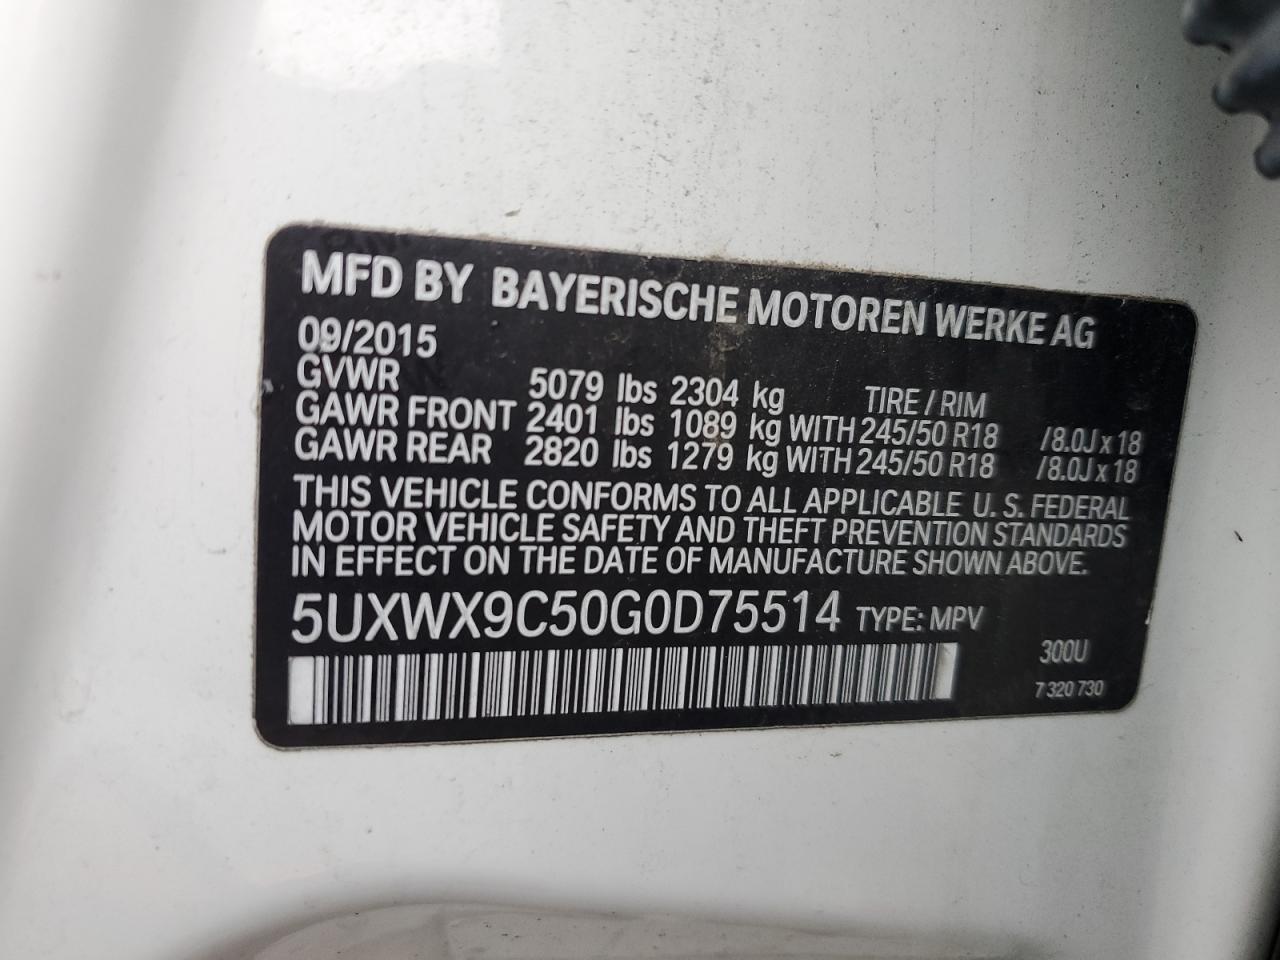 MFD BY BAYERISCHE MOTOREN WERKE AG
09/2015
GVWR 5079 lbs 2304 kg TIRE / RIM
GAWR FRONT 2401 lbs 1089 kg WITH 245/50 R18 /8.0J x 18
GAWR REAR 2820 lbs 1279 kg WITH 245/50 R18 /8.0J x 18
THIS VEHICLE CONFORMS TO ALL APPLICABLE U. S. FEDERAL
MOTOR VEHICLE SAFETY AND THEFT PREVENTION STANDARDS
IN EFFECT ON THE DATE OF MANUFACTURE SHOWN ABOVE.
5UXWX9C50G0D75514 TYPE: MPV
300U
7 320 730